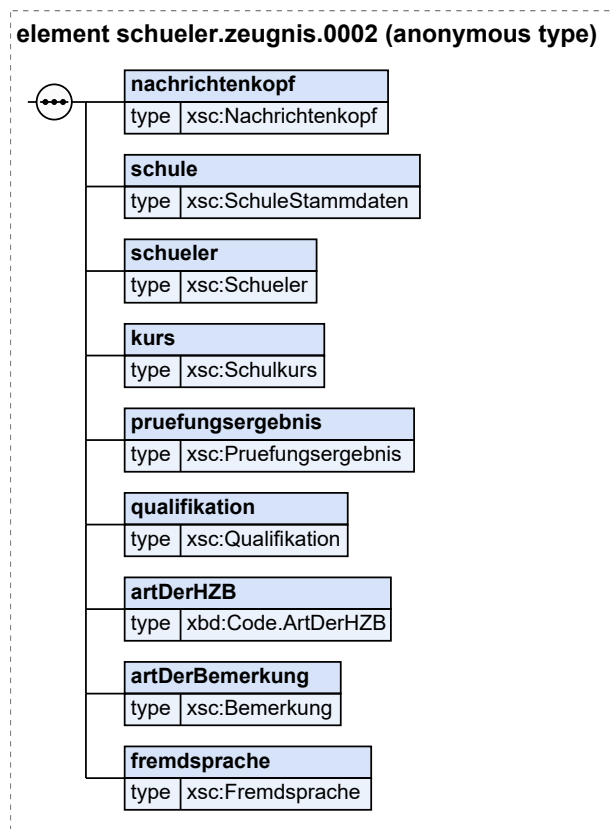 element schueler.zeugnis.0002 (anonymous type)
nachrichtenkopf
type xsc:Nachrichtenkopf
schule
type xsc:SchuleStammdaten
schueler
type xsc:Schueler
kurs
type xsc:Schulkurs
pruefungsergebnis
type xsc:Pruefungsergebnis
qualifikation
type xsc:Qualifikation
artDerHZB
type xbd:Code.ArtDerHZB
artDerBemerkung
type xsc:Bemerkung
fremdsprache
type xsc:Fremdsprache